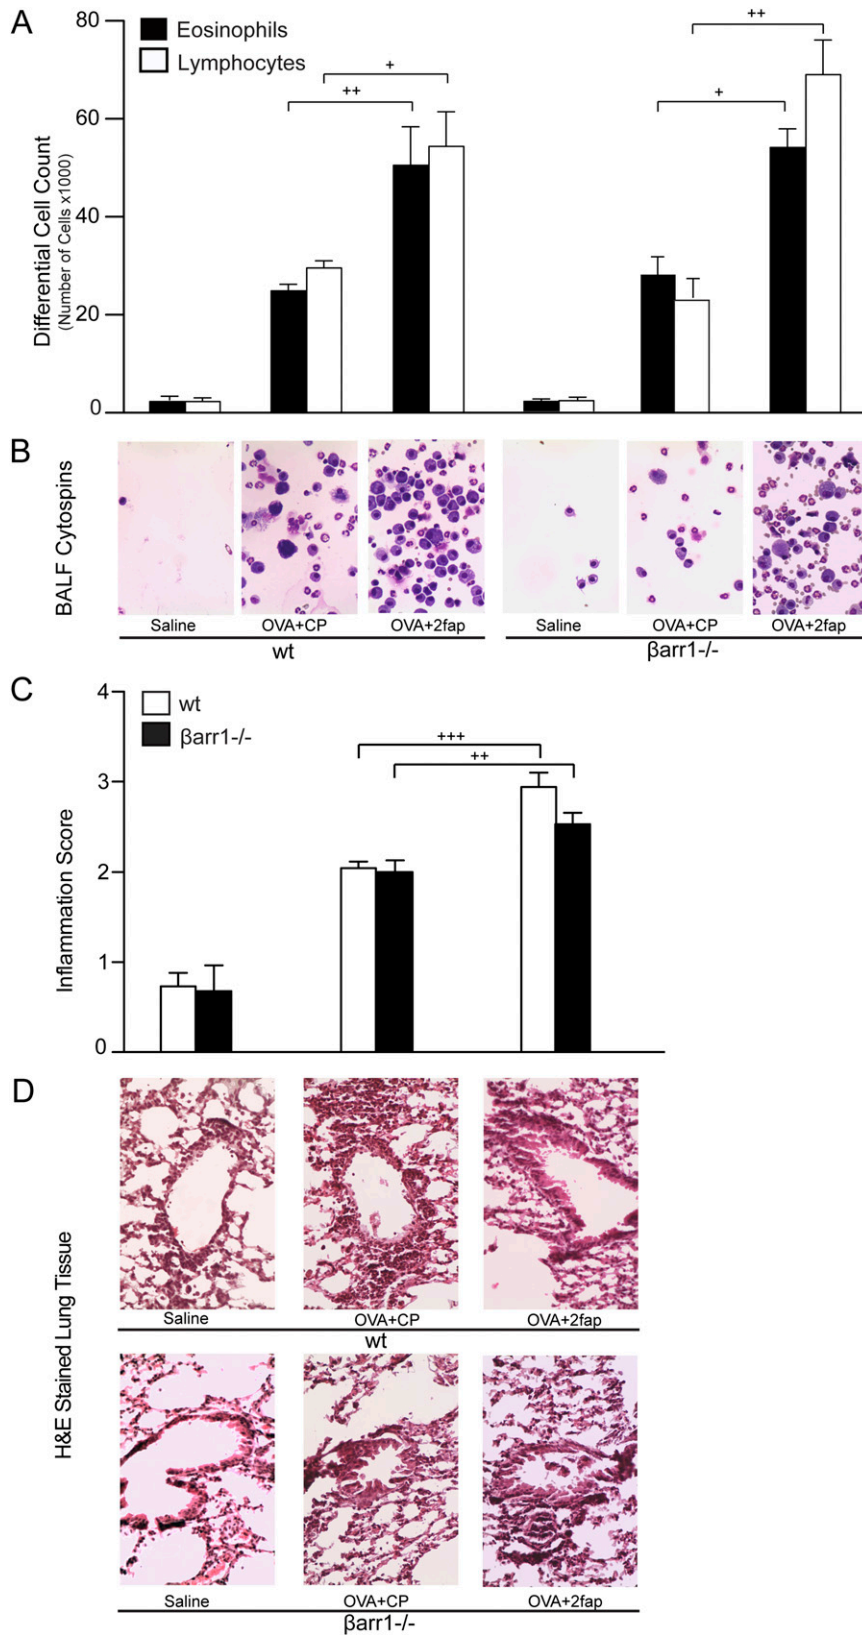 A
80
60
40
20
0
Differential Cell Count
(Number of Cells x1000)
Eosinophils
Lymphocytes
++
+
++
+
B
BALF Cytospins
Saline
OVA+CP
OVA+2fap
Saline
OVA+CP
OVA+2fap
wt
βarr1-/-
C
4
3
2
1
0
Inflammation Score
wt
βarr1-/-
+++
++
D
H&E Stained Lung Tissue
Saline
OVA+CP
OVA+2fap
wt
Saline
OVA+CP
OVA+2fap
βarr1-/-